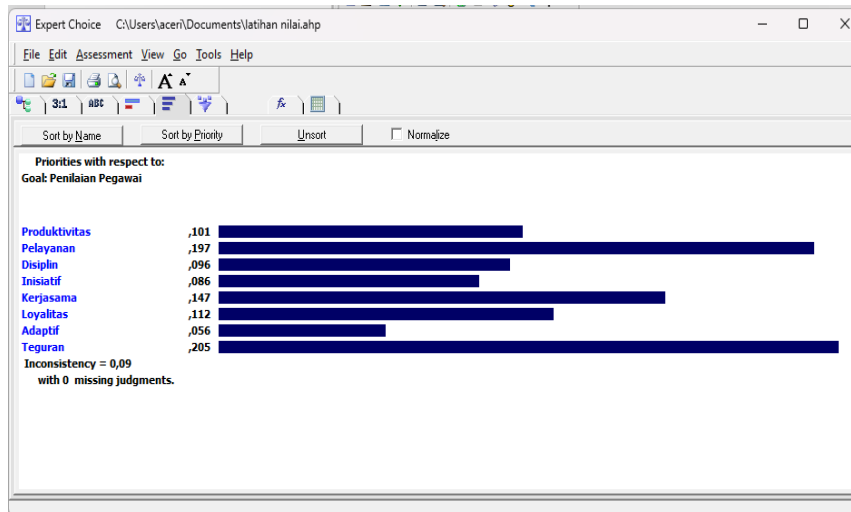 Expert Choice C:\Users\aceri\Documents\latihan nilai.ahp
File Edit Assessment View Go Tools Help
A A
3:1 ABC fx
Sort by Name Sort by Priority Unsort Normalize
Priorities with respect to:
Goal: Penilaian Pegawai
Produktivitas ,101
Pelayanan ,197
Disiplin ,096
Inisiatif ,086
Kerjasama ,147
Loyalitas ,112
Adaptif ,056
Teguran ,205
Inconsistency = 0,09
with 0 missing judgments.